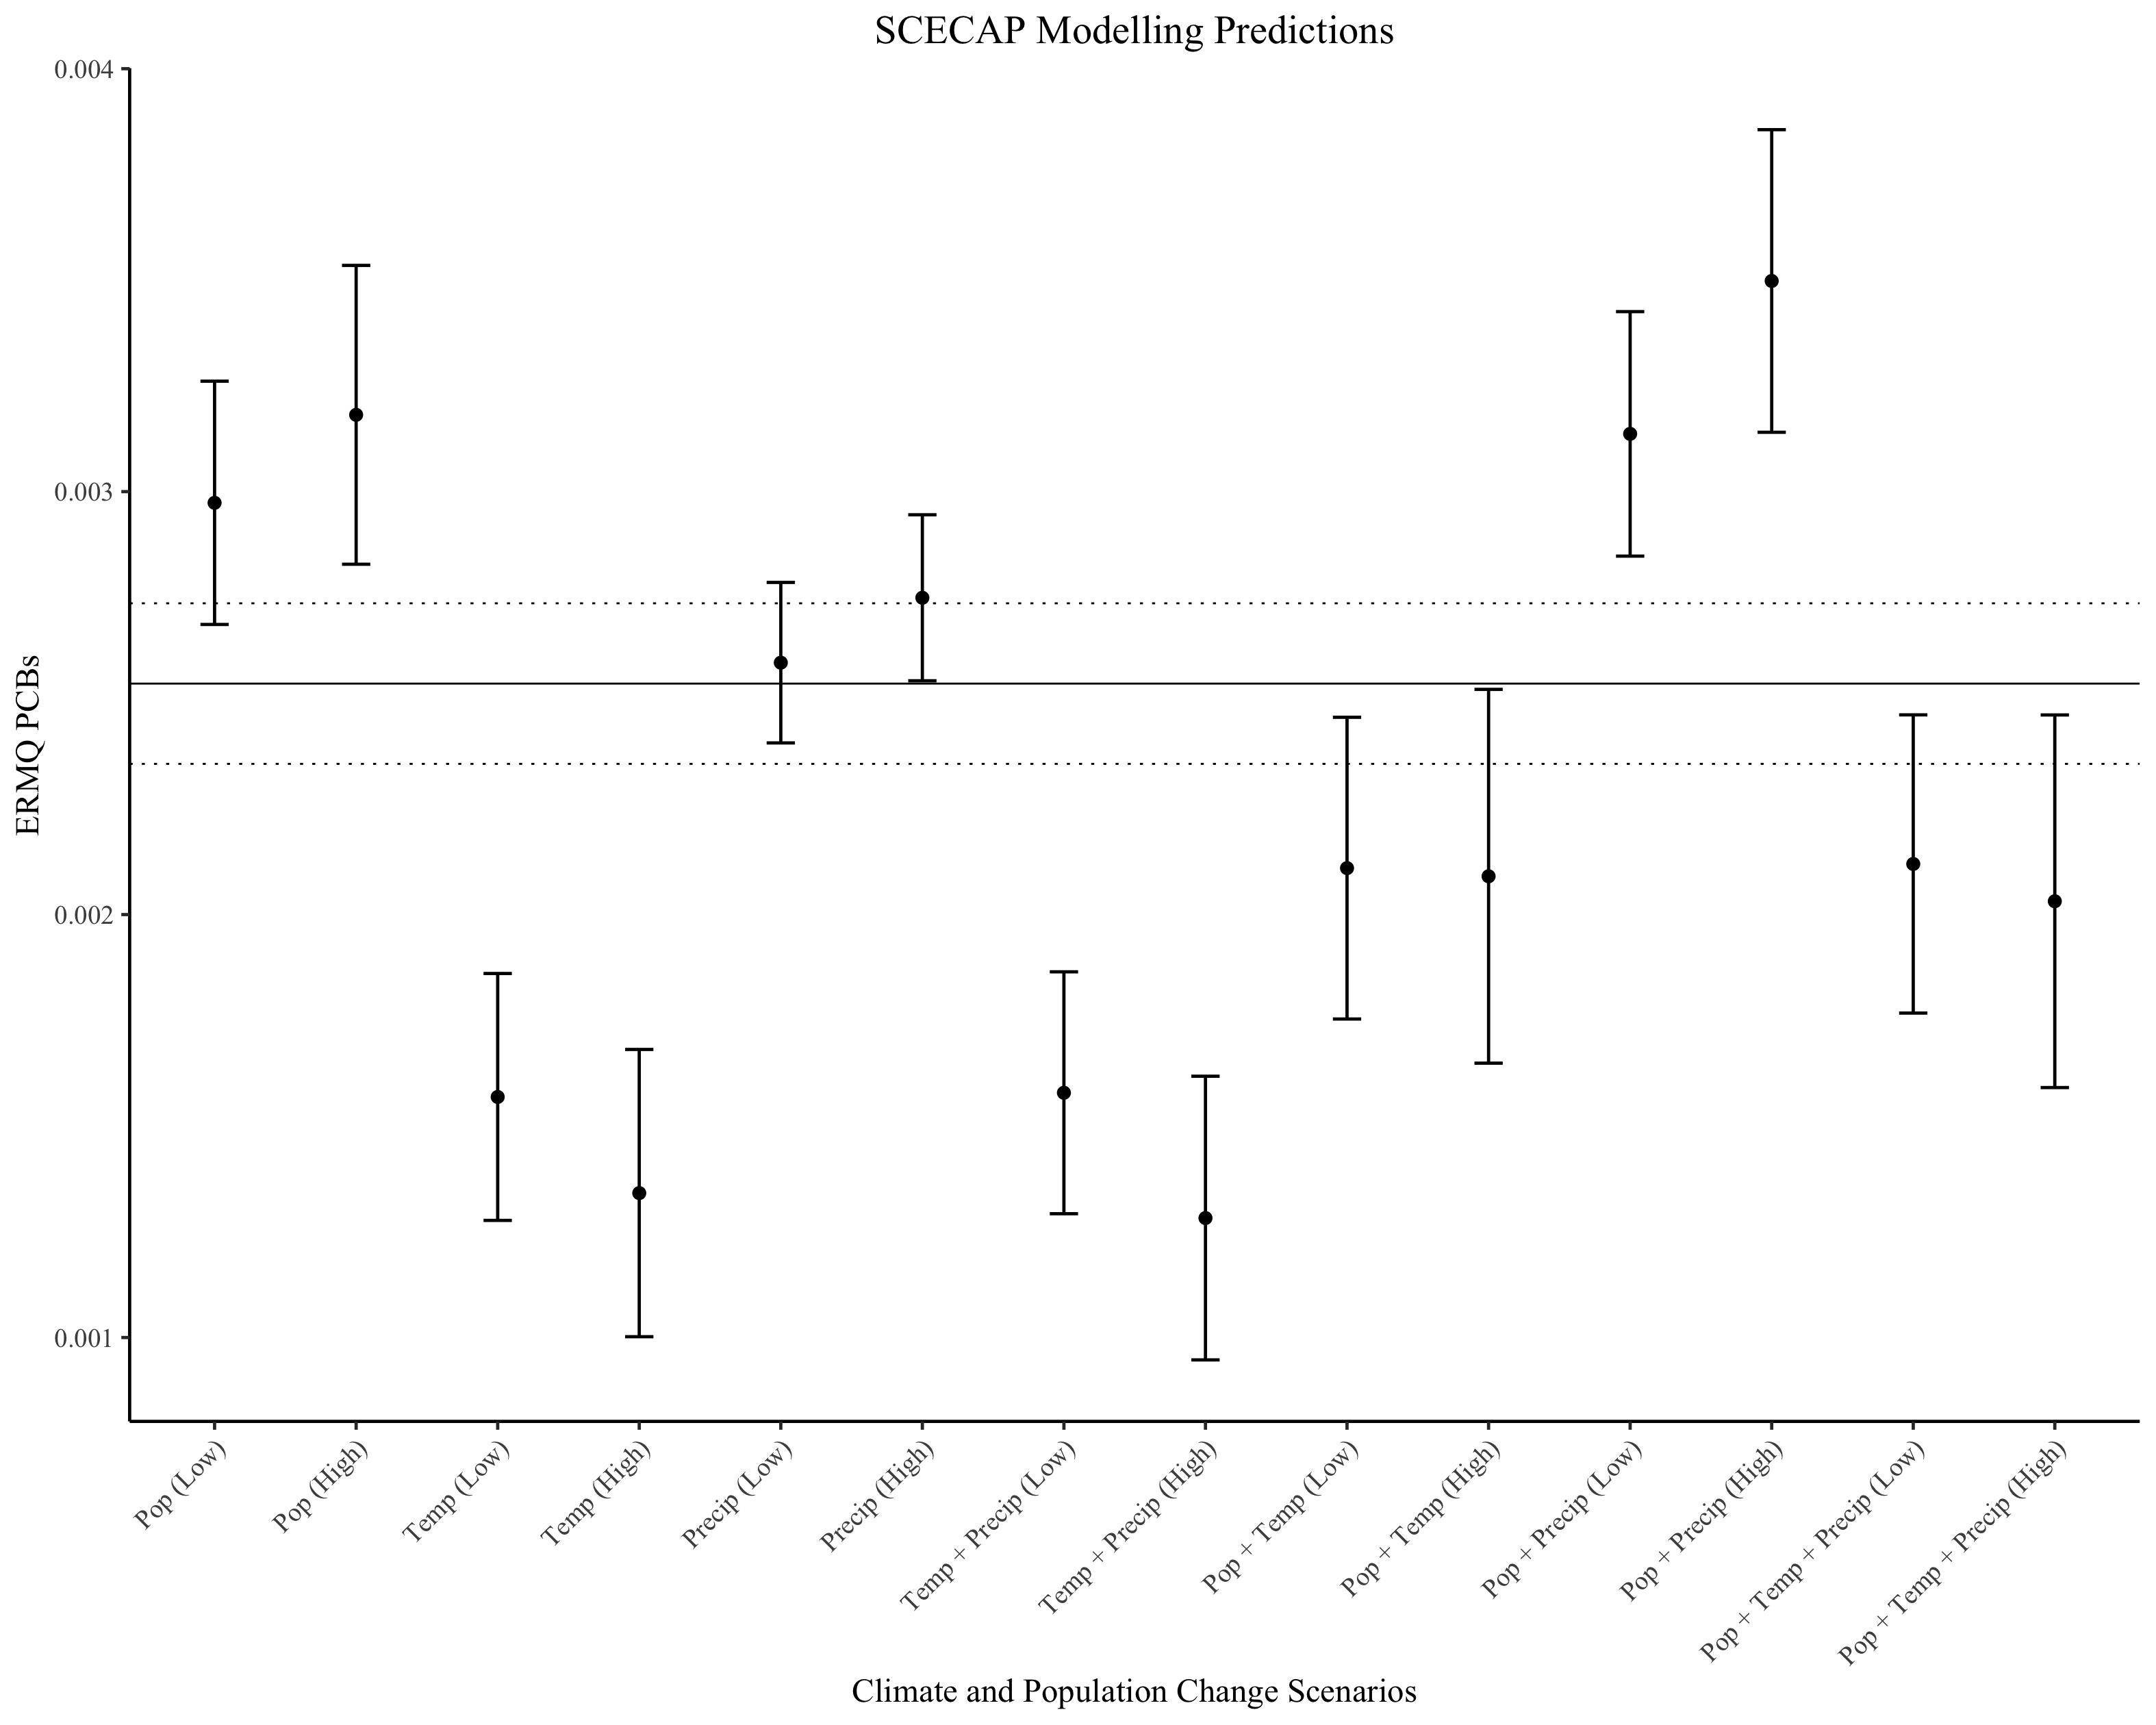 SCECAP Modelling Predictions
0.004
0.003
0.002
0.001
ERMQ PCBs
Pop (Low)
Pop (High)
Temp (Low)
Temp (High)
Precip (Low)
Precip (High)
Temp + Precip (Low)
Temp + Precip (High)
Pop + Temp (Low)
Pop + Temp (High)
Pop + Precip (Low)
Pop + Precip (High)
Pop + Temp + Precip (Low)
Pop + Temp + Precip (High)
Climate and Population Change Scenarios